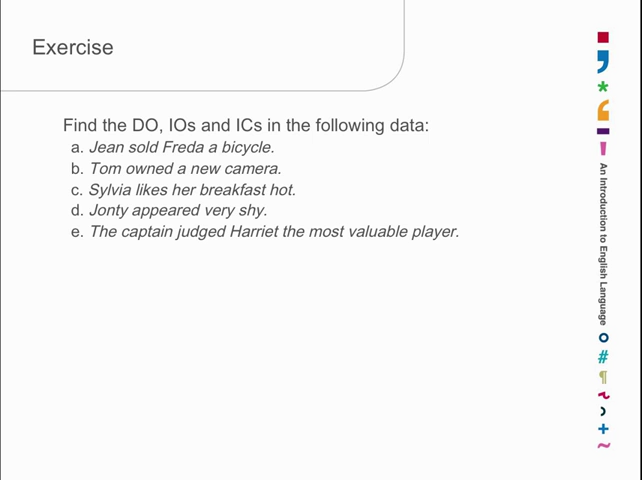 Exercise
Find the DO, IOs and ICs in the following data:
a. Jean sold Freda a bicycle.
b. Tom owned a new camera.
c. Sylvia likes her breakfast hot.
d. Jonty appeared very shy.
e. The captain judged Harriet the most valuable player.
An Introduction to English Language